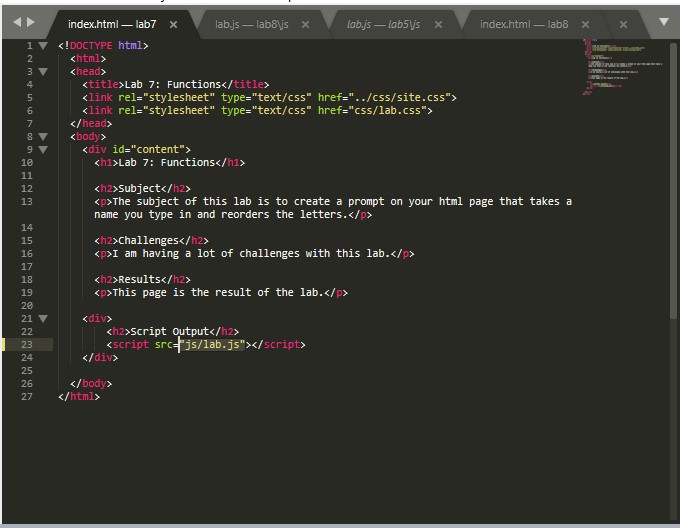 index.html — lab7 × lab.js — lab8\js × lab.js — lab5\js × index.html — lab8 × ×
1 <!DOCTYPE html>
2 <html>
3 <head>
4 <title>Lab 7: Functions</title>
5 <link rel="stylesheet" type="text/css" href="../css/site.css">
6 <link rel="stylesheet" type="text/css" href="css/lab.css">
7 </head>
8 <body>
9 <div id="content">
10 <h1>Lab 7: Functions</h1>
11
12 <h2>Subject</h2>
13 <p>The subject of this lab is to create a prompt on your html page that takes a
name you type in and reorders the letters.</p>
14
15 <h2>Challenges</h2>
16 <p>I am having a lot of challenges with this lab.</p>
17
18 <h2>Results</h2>
19 <p>This page is the result of the lab.</p>
20
21 <div>
22 <h2>Script Output</h2>
23 <script src="js/lab.js"></script>
24 </div>
25
26 </body>
27 </html>